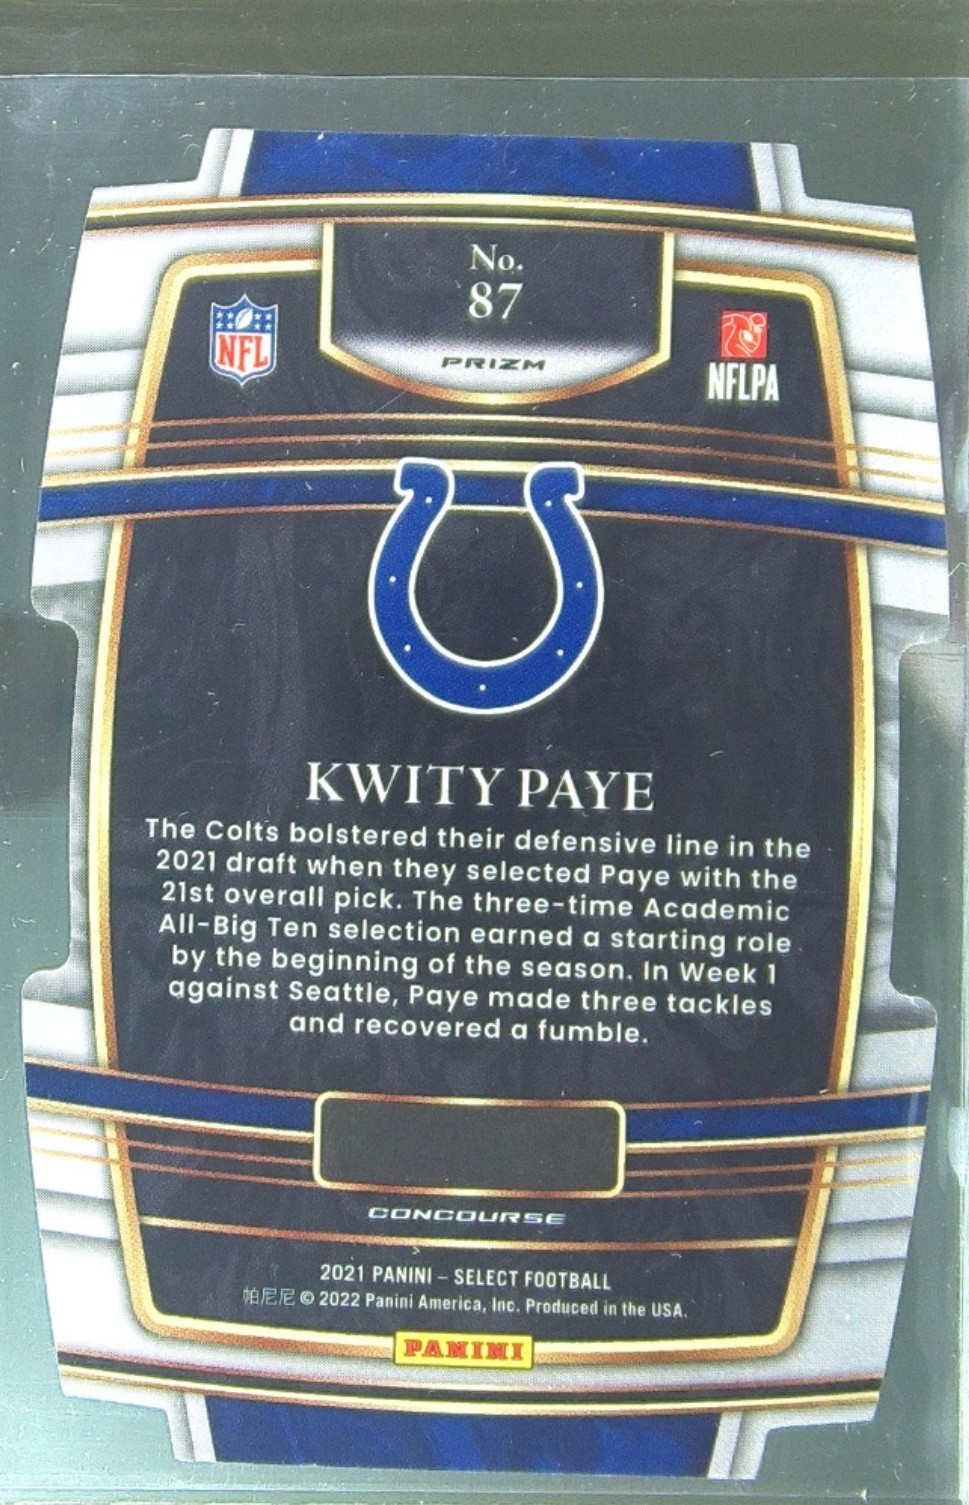 No.
87
PRIZM
NFL
NFLPA
KWITY PAYE
The Colts bolstered their defensive line in the
2021 draft when they selected Paye with the
21st overall pick. The three-time Academic
All-Big Ten selection earned a starting role
by the beginning of the season. In Week 1
against Seattle, Paye made three tackles
and recovered a fumble.
CONCOURSE
2021 PANINI – SELECT FOOTBALL
帕尼尼 © 2022 Panini America, Inc. Produced in the USA.
PANINI